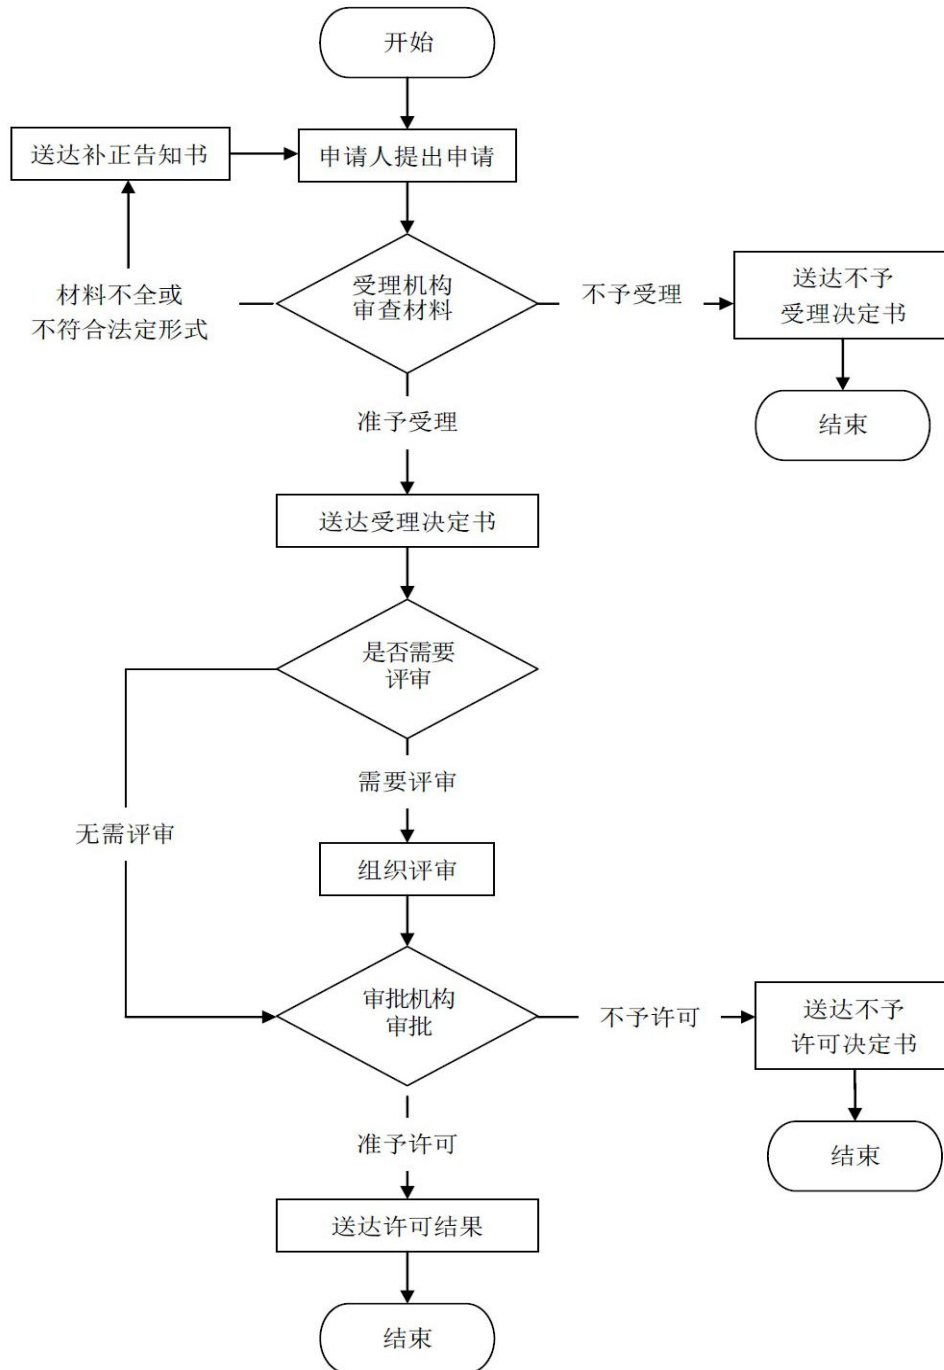 开始
送达补正告知书
申请人提出申请
材料不全或
不符合法定形式
受理机构
审查材料
不予受理
送达不予
受理决定书
结束
准予受理
送达受理决定书
是否需要
评审
需要评审
无需评审
组织评审
审批机构
审批
不予许可
送达不予
许可决定书
结束
准予许可
送达许可结果
结束